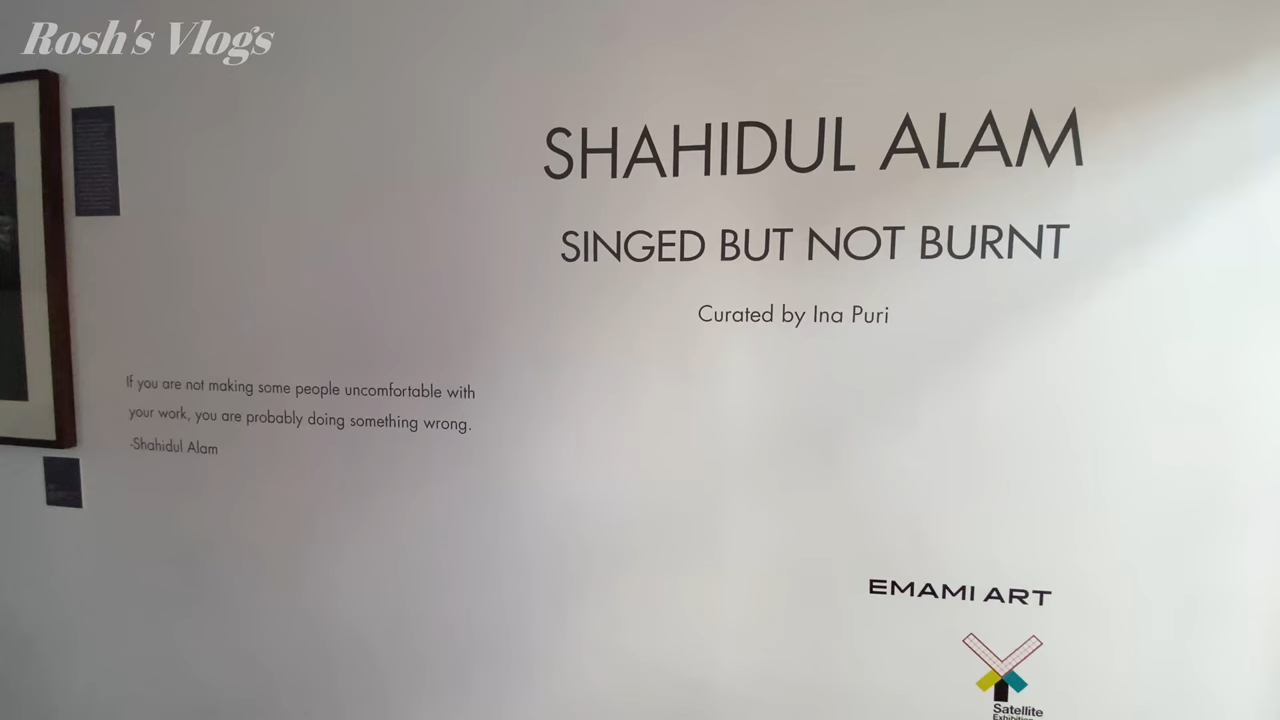 Rosh's Vlogs
SHAHIDUL ALAM
SINGED BUT NOT BURNT
Curated by Ina Puri
If you are not making some people uncomfortable with
your work, you are probably doing something wrong.
-Shahidul Alam
EMAMI ART
Satellite
Exhibition